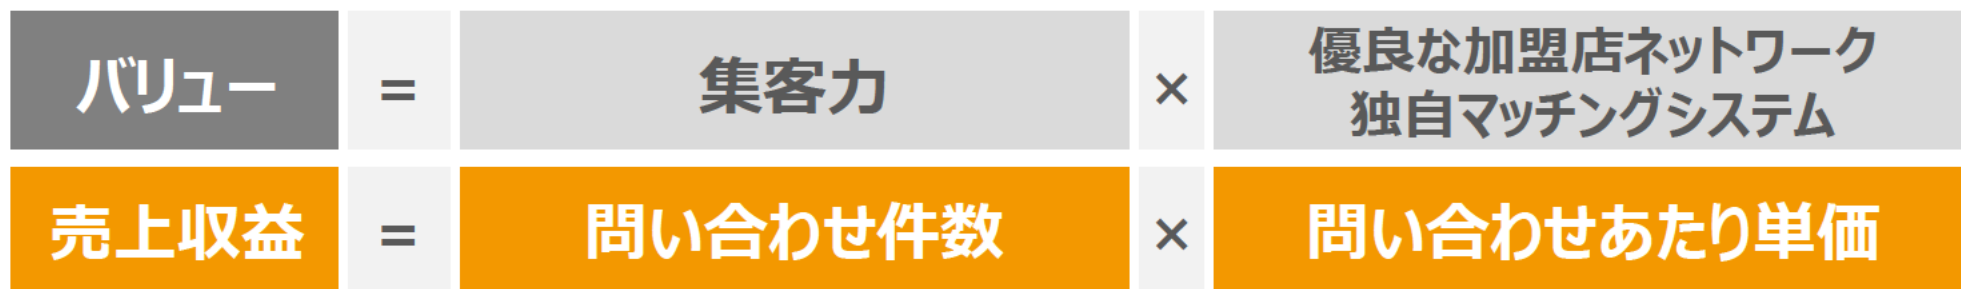 バリュー = 集客力 × 優良な加盟店ネットワーク
独自マッチングシステム
売上収益 = 問い合わせ件数 × 問い合わせあたり単価